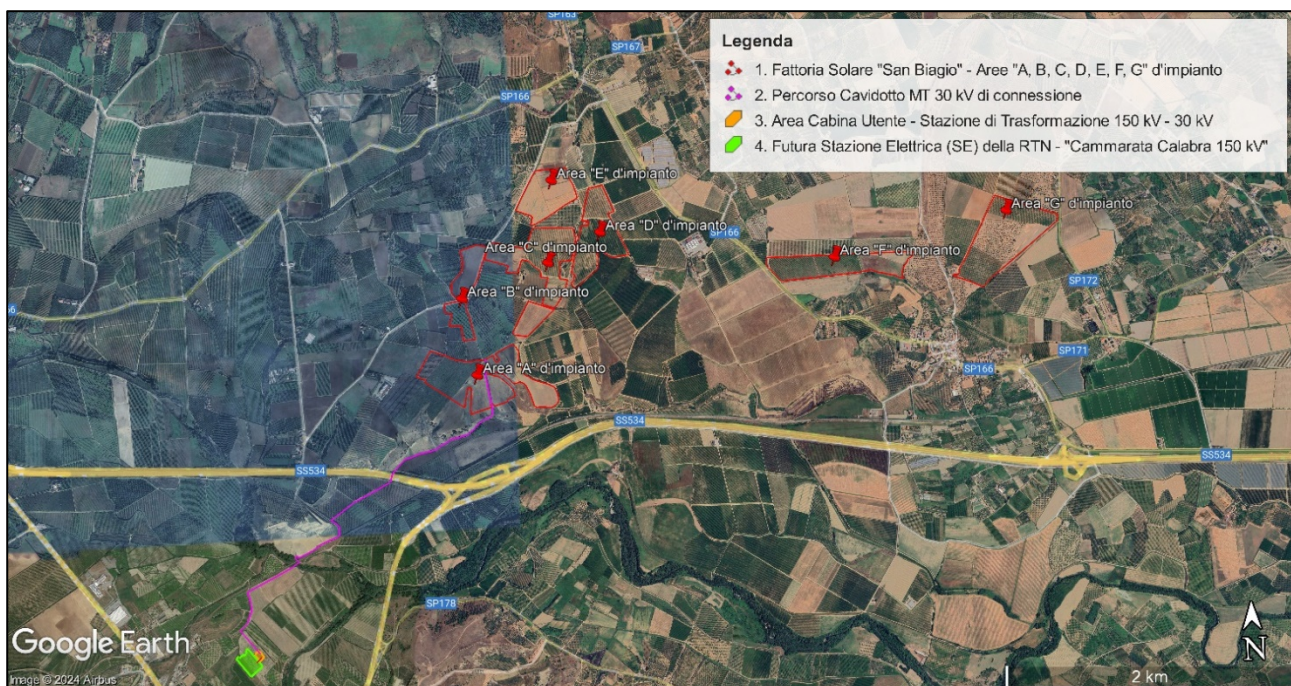 SP163
SP167
Legenda
1. Fattoria Solare "San Biagio" - Aree "A, B, C, D, E, F, G" d'impianto
2. Percorso Cavidotto MT 30 kV di connessione
3. Area Cabina Utente - Stazione di Trasformazione 150 kV - 30 kV
4. Futura Stazione Elettrica (SE) della RTN - "Cammarata Calabra 150 kV"
SP166
Area "E" d'impianto
Area "G" d'impianto
Area "D" d'impianto
SP166
Area "C" d'impianto
Area "F" d'impianto
SP172
Area "B" d'impianto
SP171
Area "A" d'impianto
SP166
SS534
SS534
SS534
SP178
Google Earth
N
Image © 2024 Airbus
2 km